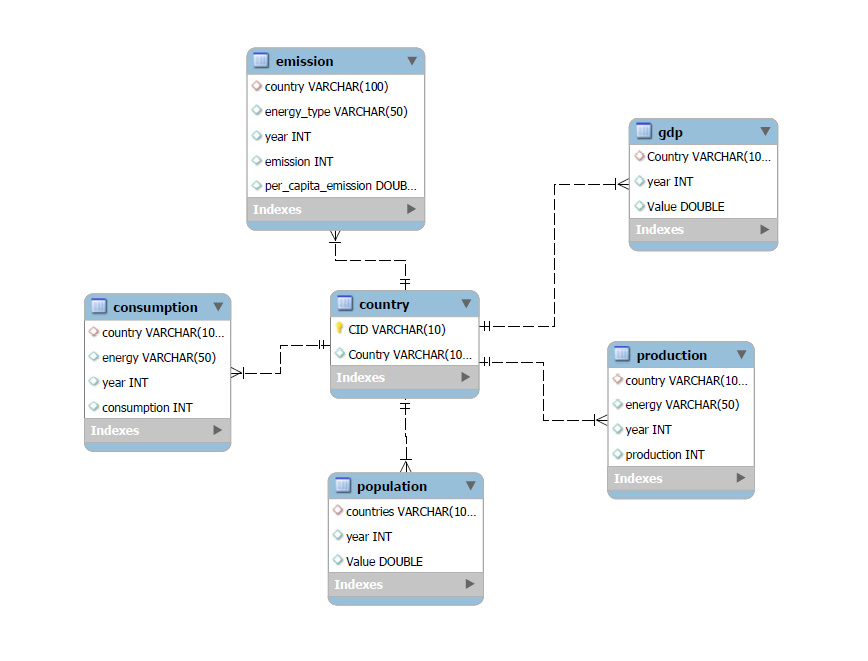 emission
country VARCHAR(100)
energy_type VARCHAR(50)
year INT
emission INT
per_capita_emission DOUB...
Indexes
gdp
Country VARCHAR(10...
year INT
Value DOUBLE
Indexes
consumption
country VARCHAR(10...
energy VARCHAR(50)
year INT
consumption INT
Indexes
country
CID VARCHAR(10)
Country VARCHAR(10...
Indexes
production
country VARCHAR(10...
energy VARCHAR(50)
year INT
production INT
Indexes
population
countries VARCHAR(10...
year INT
Value DOUBLE
Indexes